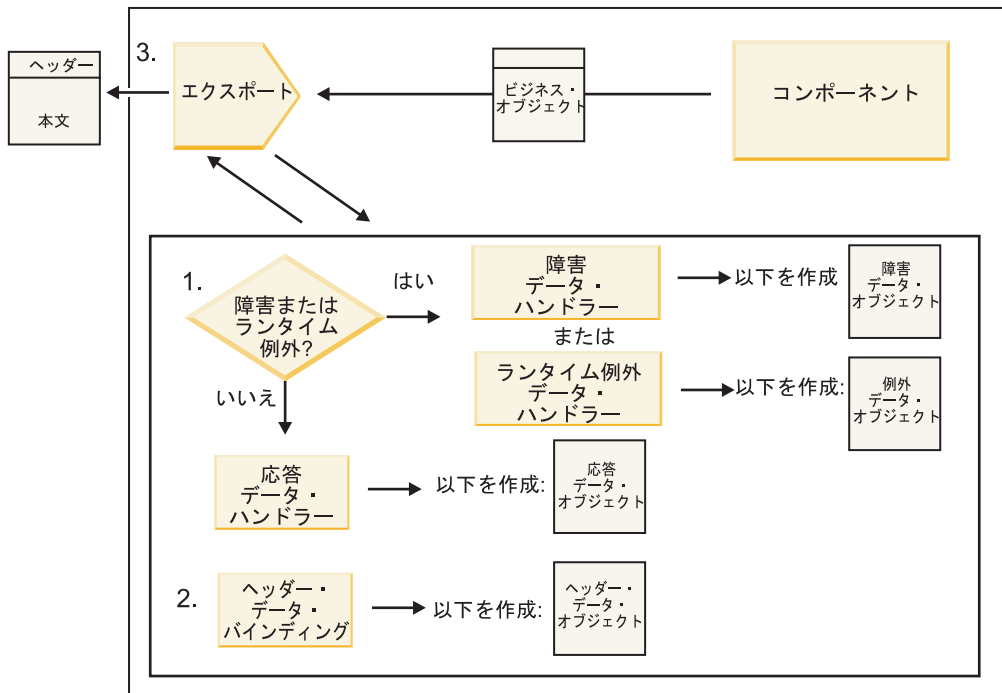 ヘッダー
本文
3.
エクスポート
ビジネス・
オブジェクト
コンポーネント
1.
障害または
ランタイム
例外?
はい
障害
データ・
ハンドラー
以下を作成
障害
データ・
オブジェクト
または
ランタイム例外
データ・
ハンドラー
以下を作成:
例外
データ・
オブジェクト
いいえ
応答
データ・
ハンドラー
以下を作成:
応答
データ・
オブジェクト
2.
ヘッダー・
データ・
バインディング
以下を作成:
ヘッダー・
データ・
オブジェクト